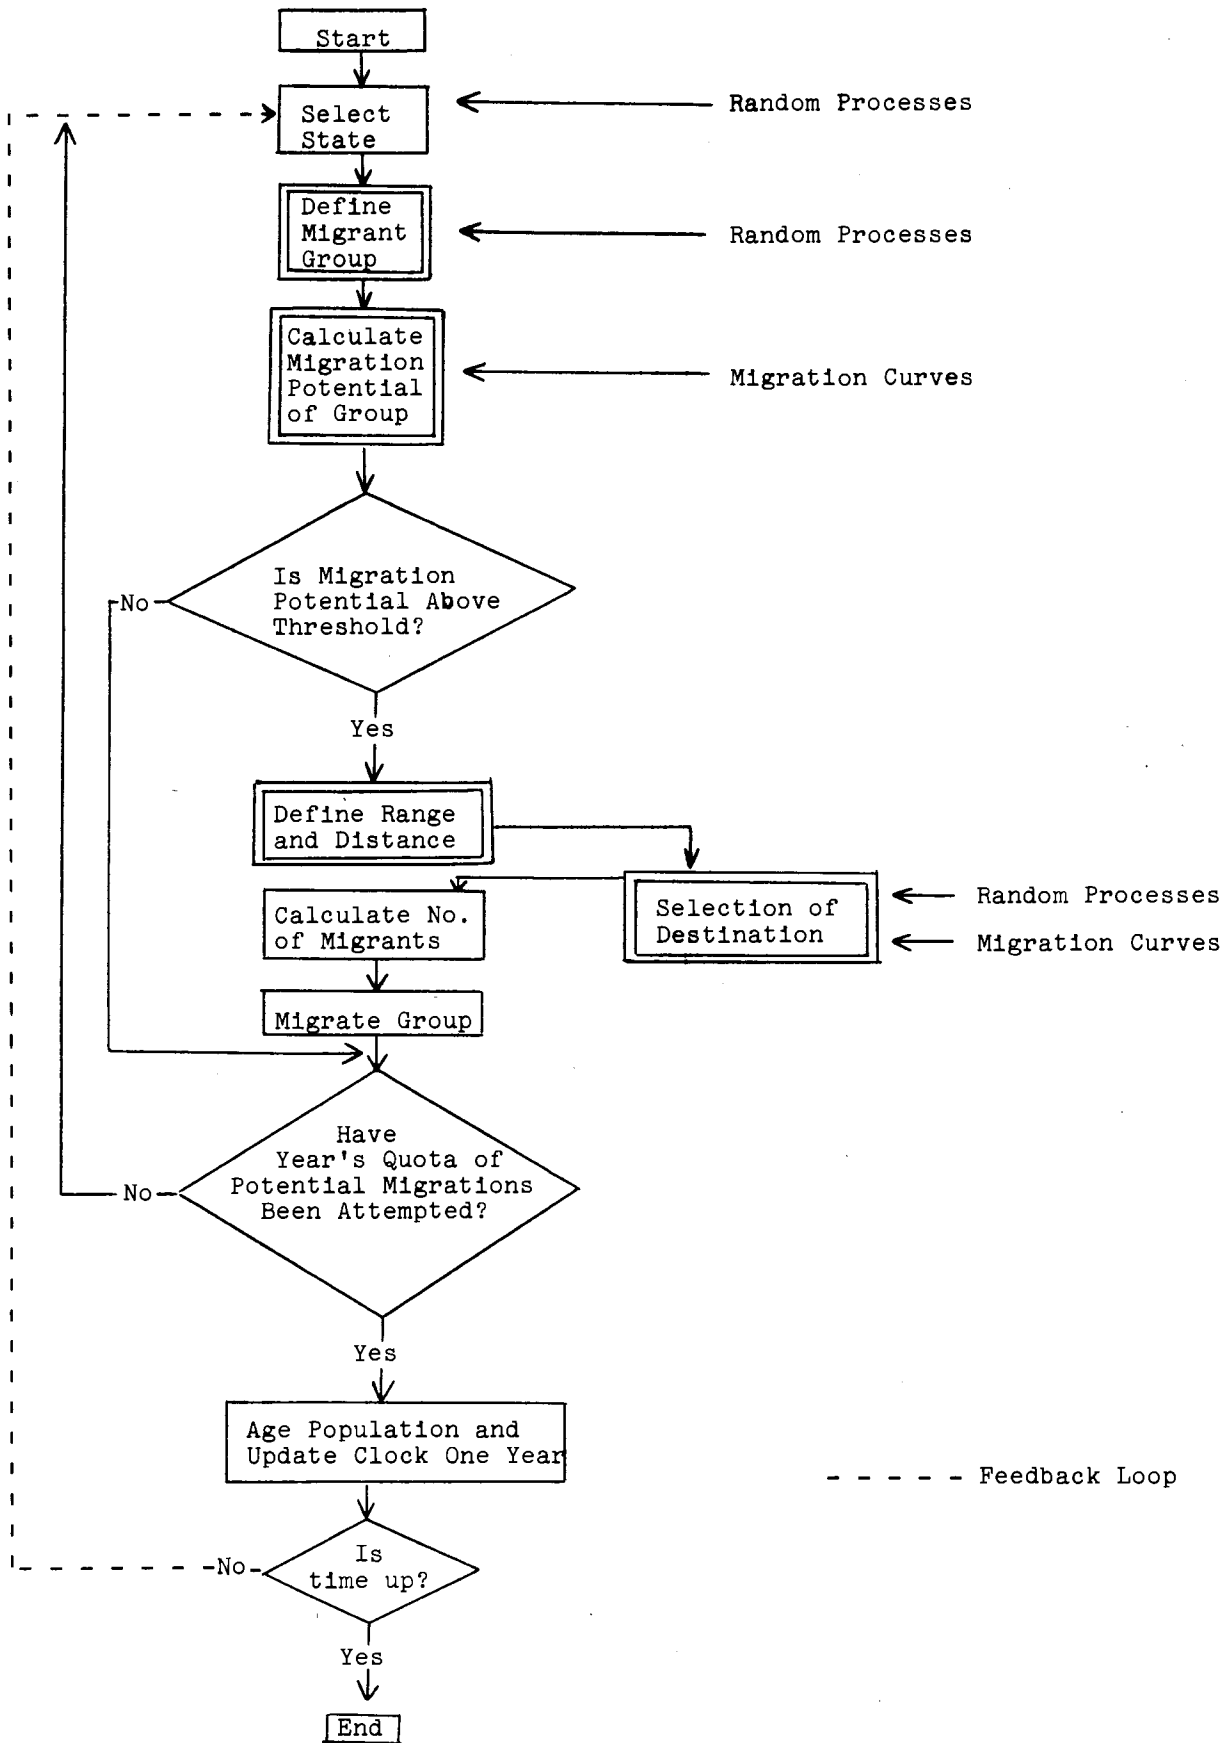 Start
Select
State
Random Processes
Define
Migrant
Group
Random Processes
Calculate
Migration
Potential
of Group
Migration Curves
Is Migration
Potential Above
Threshold?
No
Yes
Define Range
and Distance
Selection of
Destination
Random Processes
Migration Curves
Calculate No.
of Migrants
Migrate Group
Have
Year's Quota of
Potential Migrations
Been Attempted?
No
Yes
Age Population and
Update Clock One Year
Feedback Loop
Is
time up?
No
Yes
End